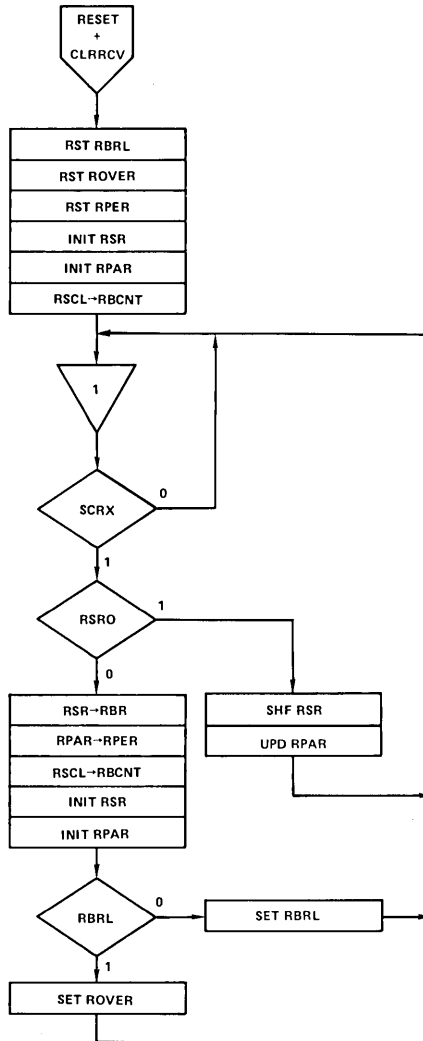 RESET
+
CLRRCV
RST RBRL
RST ROVER
RST RPER
INIT RSR
INIT RPAR
RSCL→RBCNT
1
SCRX
0
1
RSRO
1
0
RSR→RBR
RPAR→RPER
RSCL→RBCNT
INIT RSR
INIT RPAR
SHF RSR
UPD RPAR
RBRL
0
SET RBRL
1
SET ROVER